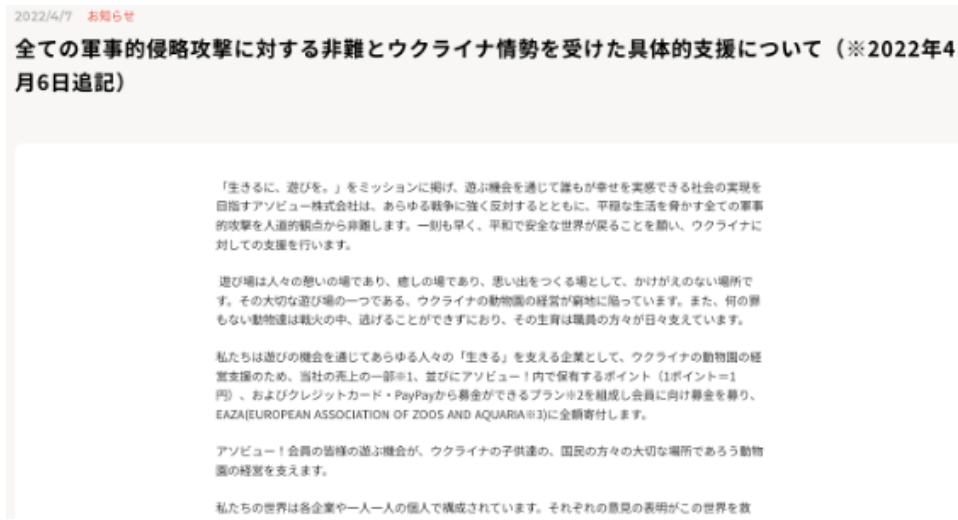 2022/4/7 お知らせ
全ての軍事的侵略攻撃に対する非難とウクライナ情勢を受けた具体的支援について（※2022年4
月6日追記）
「生きるに、遊びを。」をミッションに掲げ、遊ぶ機会を通じて誰もが幸せを実感できる社会の実現を
目指すアソビュー株式会社は、あらゆる戦争に強く反対するとともに、平穏な生活を脅かす全ての軍事
的攻撃を人道的観点から非難します。一刻も早く、平和で安全な世界が戻ることを願い、ウクライナに
対しての支援を行います。
遊び場は人々の憩いの場であり、癒しの場であり、思い出をつくる場として、かけがえのない場所で
す。その大切な遊び場の一つである、ウクライナの動物園の経営が窮地に陥っています。また、何の罪
もない動物達は戦火の中、逃げることができずにおり、その生育は職員の方々が日々支えています。
私たちは遊びの機会を通じてあらゆる人々の「生きる」を支える企業として、ウクライナの動物園の経
営支援のため、当社の売上の一部※1、並びにアソビュー！内で保有するポイント（1ポイント＝1
円）、およびクレジットカード・PayPayから募金ができるプラン※2を組成し会員に向け募金を募り、
EAZA(EUROPEAN ASSOCIATION OF ZOOS AND AQUARIA※3)に全額寄付します。
アソビュー！会員の皆様の遊ぶ機会が、ウクライナの子供達の、国民の方々の大切な場所であろう動物
園の経営を支えます。
私たちの世界は各企業や一人一人の個人で構成されています。それぞれの意見の表明がこの世界を救